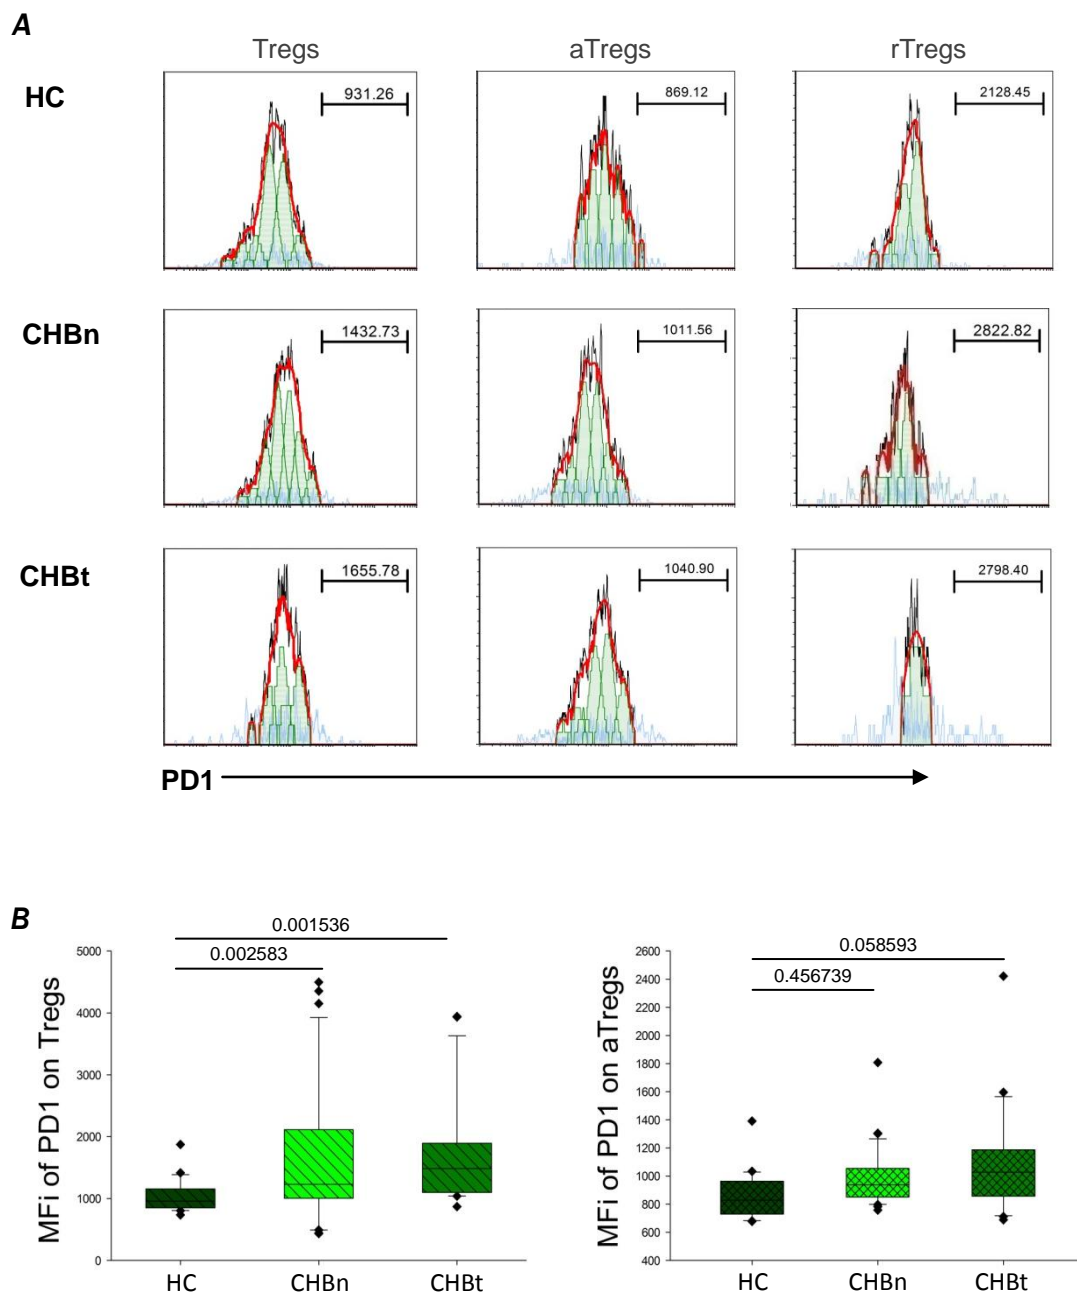 A
Tregs aTregs rTregs
HC 931.26 869.12 2128.45
CHBn 1432.73 1011.56 2822.82
CHBt 1655.78 1040.90 2798.40
PD1
B
0.001536
0.002583
MFi of PD1 on Tregs
5000
4000
3000
2000
1000
0
HC CHBn CHBt
0.058593
0.456739
MFi of PD1 on aTregs
2600
2400
2200
2000
1800
1600
1400
1200
1000
800
600
400
HC CHBn CHBt